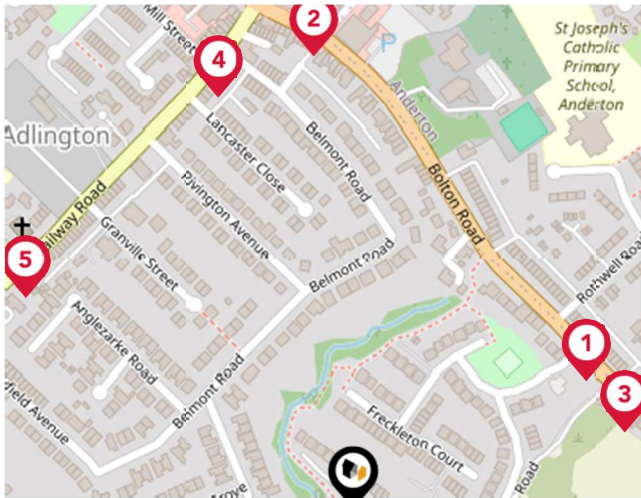 Mill Street
2
P
St Joseph's
Catholic
Primary
School,
Anderton
4
Anderton
Adlington
Lancaster Close
Belmont Road
Bolton Road
Rivington Avenue
Railway Road
Granville Street
5
Belmont Road
Rothwell Road
Anglezarke Road
1
3
field Avenue
Belmont Road
Freckleton Court
Road
rove